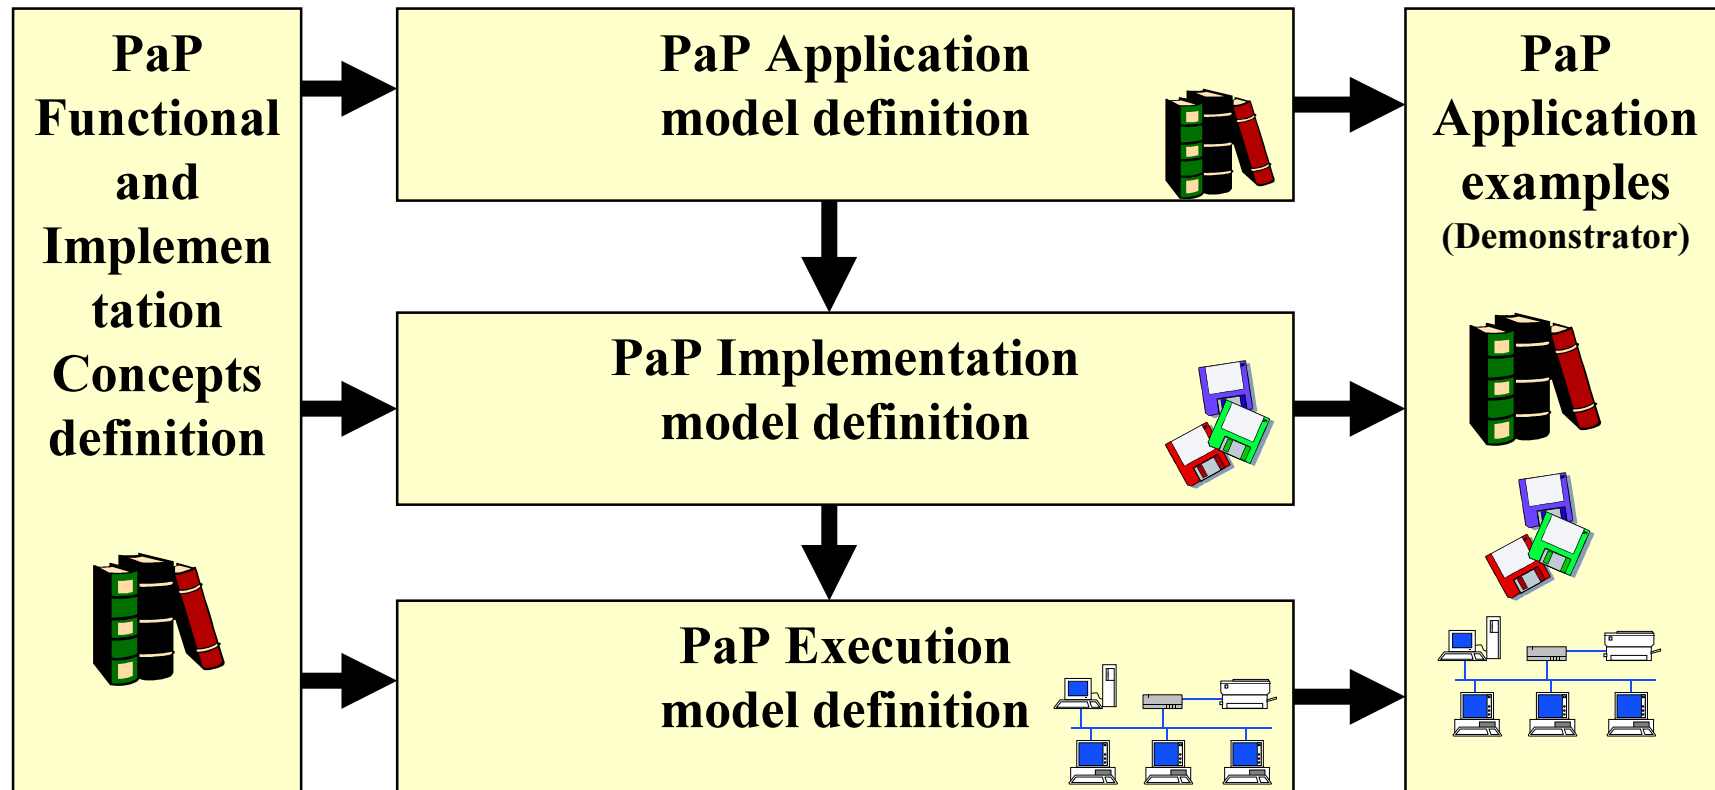 PaP
Functional
and
Implemen
tation
Concepts
definition
PaP Application
model definition
PaP Implementation
model definition
PaP Execution
model definition
PaP
Application
examples
(Demonstrator)